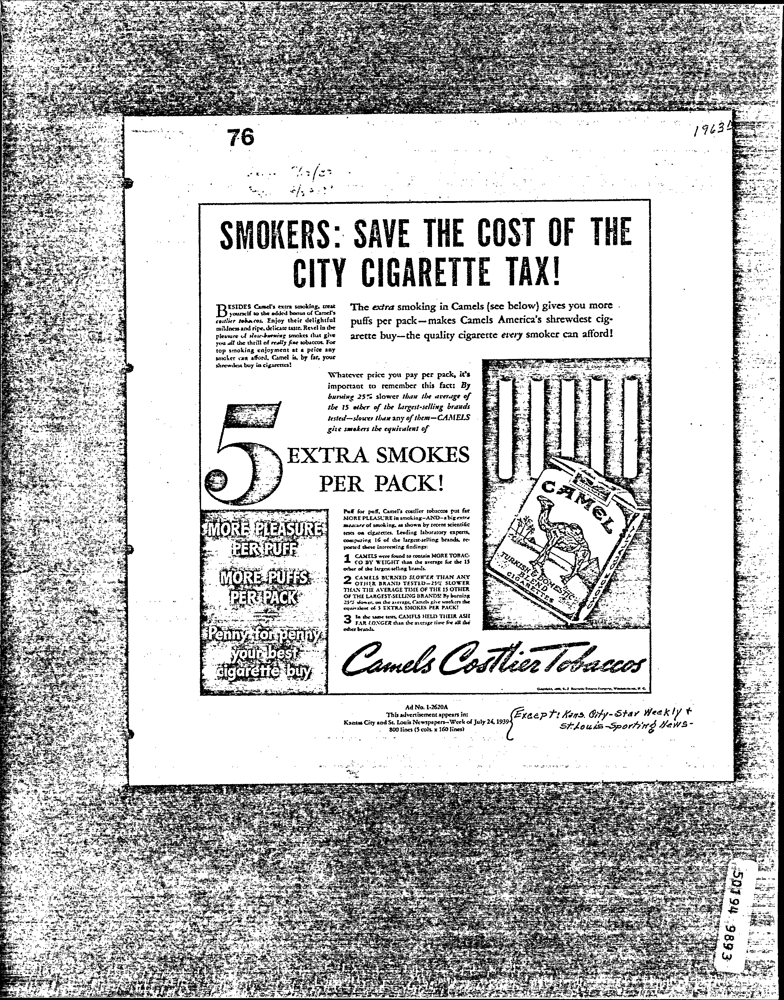 76
SMOKERS: SAVE THE COST OF THE
CITY CIGARETTE TAX!
BESIDES Camel's extra smoking, treat
yourself to the added bonus of Camel's
costlier tobaccos. Enjoy their delightful
mildness and ripe, delicate taste. Revel in the
pleasure of slow-burning smokes that give
you all the thrill of really fine tobaccos. For
top smoking enjoyment at a price any
smoker can afford, Camel is, by far, your
shrewdest buy in cigarettes!
The extra smoking in Camels (see below) gives you more
puffs per pack—makes Camels America's shrewdest cig-
arette buy—the quality cigarette every smoker can afford!
Whatever price you pay per pack, it's
important to remember this fact: By
burning 25% slower than the average of
the 15 other of the largest-selling brands
tested—slower than any of them—CAMELS
give smokers the equivalent of
5
EXTRA SMOKES
PER PACK!
MORE PLEASURE
PER PUFF
MORE PUFFS
PER PACK
Penny for penny
your best
cigarette buy
Puff for puff, Camel's costlier tobaccos put far
MORE PLEASURE in smoking—AND—a big extra
measure of smoking, as shown by recent scientific
tests on cigarettes. Leading laboratory experts,
comparing 16 of the largest-selling brands, re-
ported these interesting findings:
1 CAMELS were found to contain MORE TOBAC-
CO BY WEIGHT than the average for the 15
other of the largest-selling brands.
2 CAMELS BURNED SLOWER THAN ANY
OTHER BRAND TESTED—25% SLOWER
THAN THE AVERAGE TIME OF THE 15 OTHER
OF THE LARGEST-SELLING BRANDS! By burning
25% slower, on the average, Camels give smokers the
equivalent of 5 EXTRA SMOKES PER PACK!
3 In the same tests, CAMELS HELD THEIR ASH
FAR LONGER than the average time for all the
other brands.
CAMEL
Camels Costlier Tobaccos
Ad No. 1-2620A
This advertisement appears in:
Kansas City and St. Louis Newspapers—Week of July 24, 1939
800 lines (5 cols. x 160 lines)
Except: Kans. City-Star Weekly +
St. Louis-Sporting News-
50194 9893